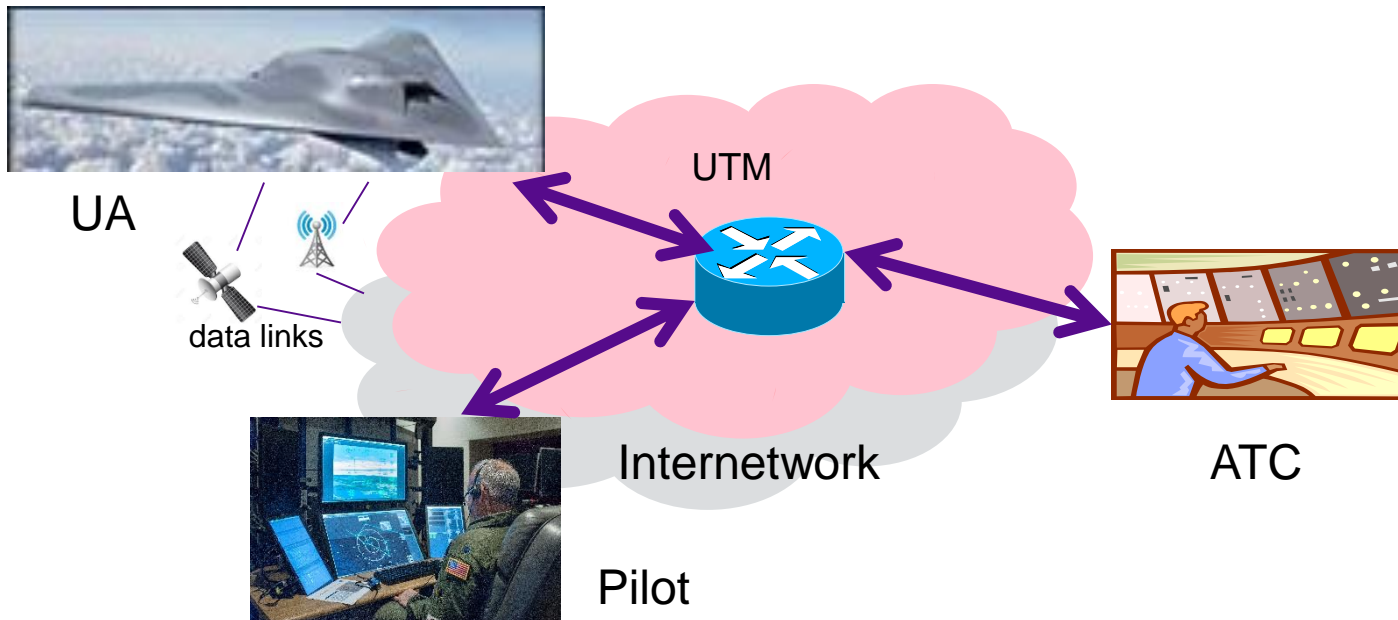 UTM
UA
data links
Internetwork
ATC
Pilot